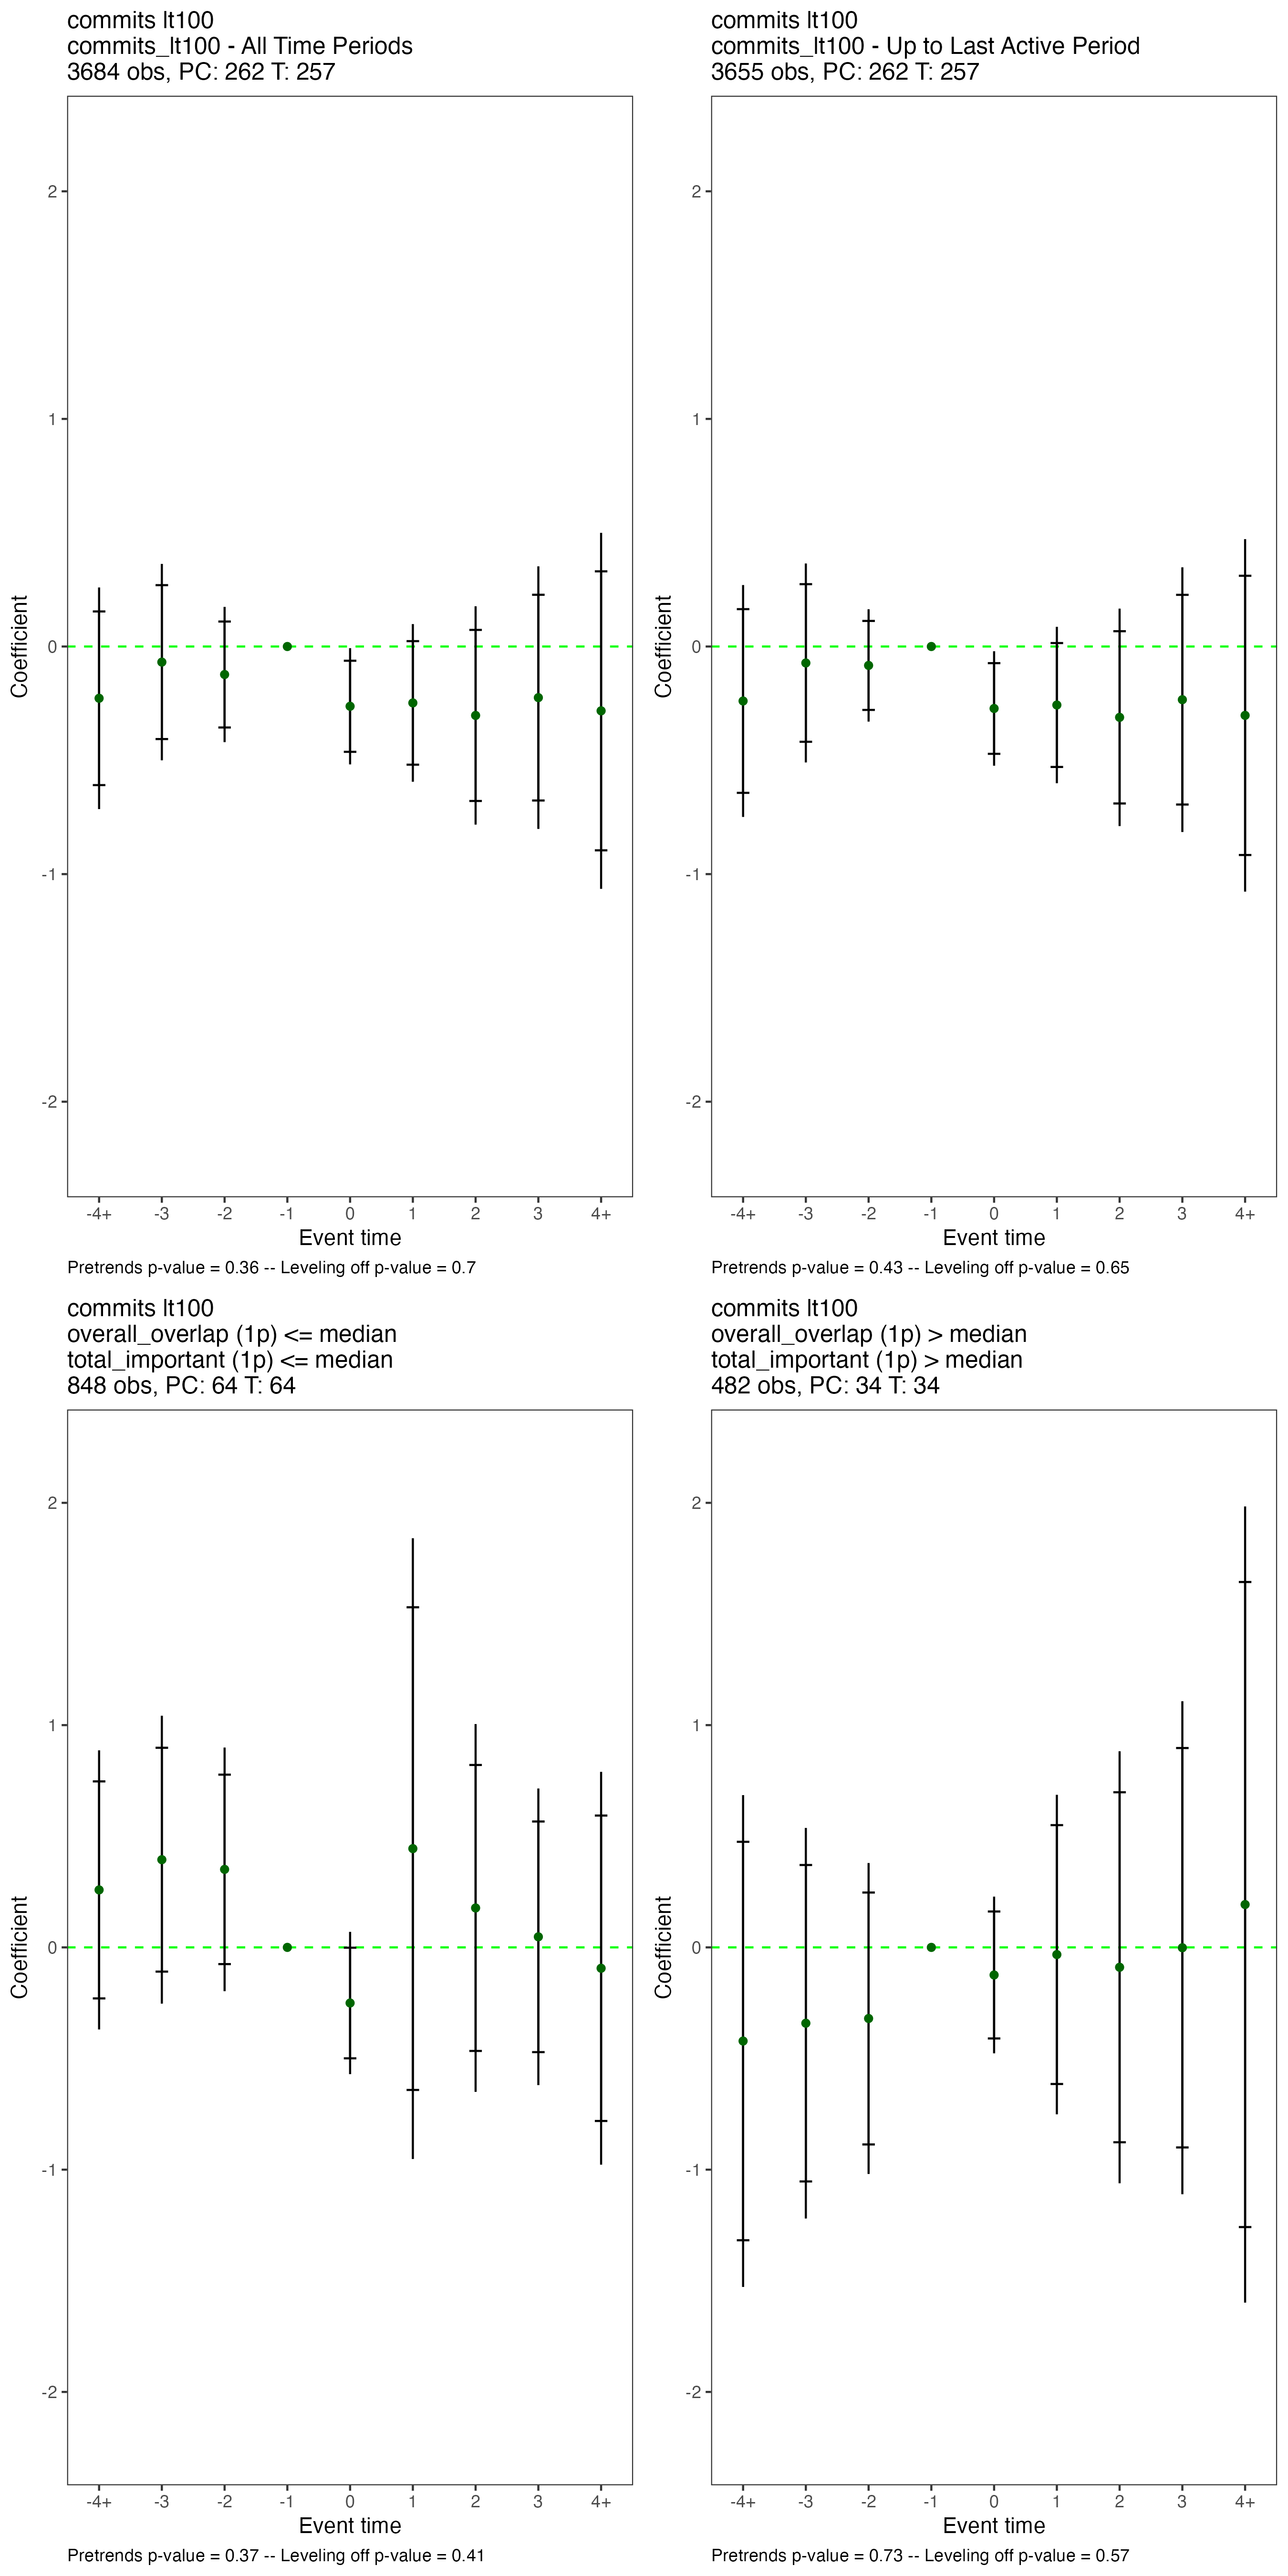 commits lt100
commits_lt100 - All Time Periods
3684 obs, PC: 262 T: 257
Coefficient
2
1
0
-1
-2
-4+ -3 -2 -1 0 1 2 3 4+
Event time
Pretrends p-value = 0.36 -- Leveling off p-value = 0.7
commits lt100
commits_lt100 - Up to Last Active Period
3655 obs, PC: 262 T: 257
Coefficient
2
1
0
-1
-2
-4+ -3 -2 -1 0 1 2 3 4+
Event time
Pretrends p-value = 0.43 -- Leveling off p-value = 0.65
commits lt100
overall_overlap (1p) <= median
total_important (1p) <= median
848 obs, PC: 64 T: 64
Coefficient
2
1
0
-1
-2
-4+ -3 -2 -1 0 1 2 3 4+
Event time
Pretrends p-value = 0.37 -- Leveling off p-value = 0.41
commits lt100
overall_overlap (1p) > median
total_important (1p) > median
482 obs, PC: 34 T: 34
Coefficient
2
1
0
-1
-2
-4+ -3 -2 -1 0 1 2 3 4+
Event time
Pretrends p-value = 0.73 -- Leveling off p-value = 0.57